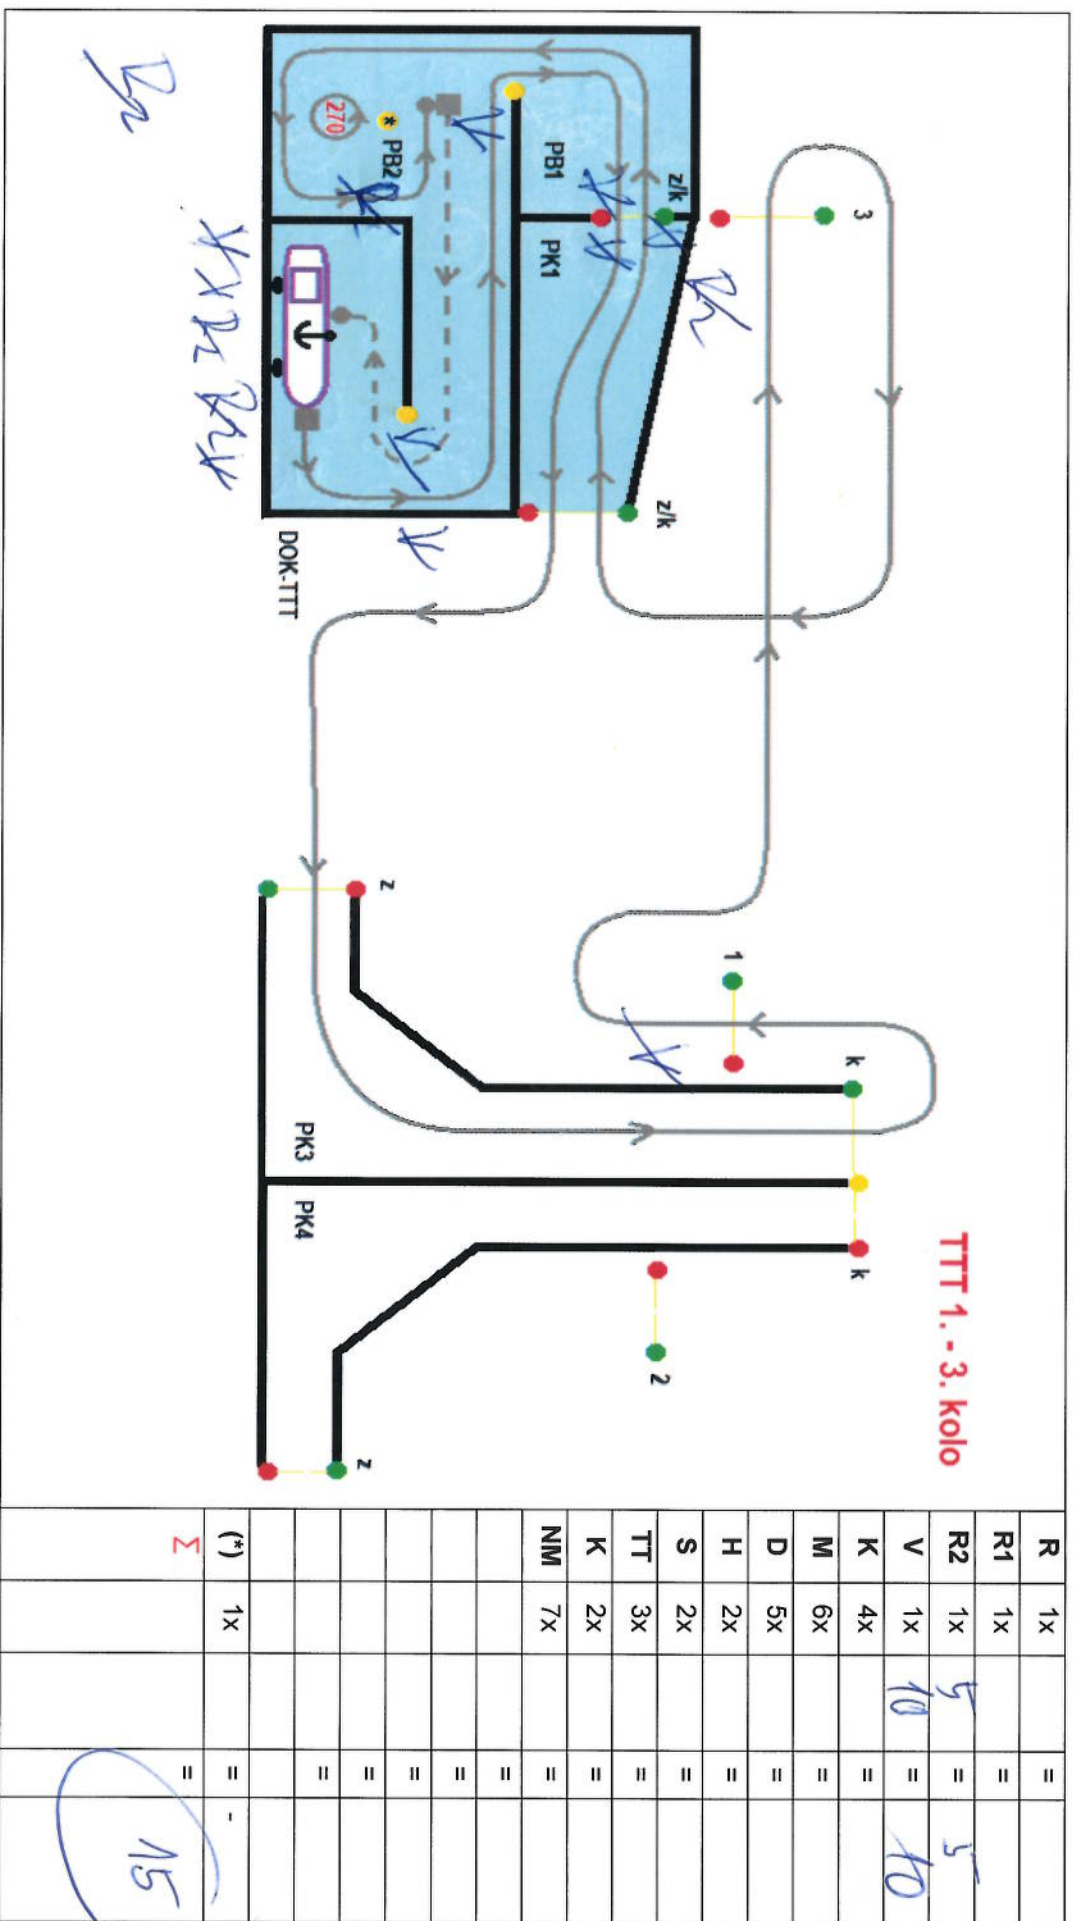 TTT 1. - 3. kolo
3
z/k
z/k
PB1
PK1
*
PB2
270
DOK-TTT
1
k
k
2
z
z
PK3
PK4
R 1x =
R1 1x =
R2 1x 5 = 5
V 1x 10 = 10
K 4x =
M 6x =
D 5x =
H 2x =
S 2x =
TT 3x =
K 2x =
NM 7x =
=
=
=
=
=
(*) 1x = -
Σ = 15